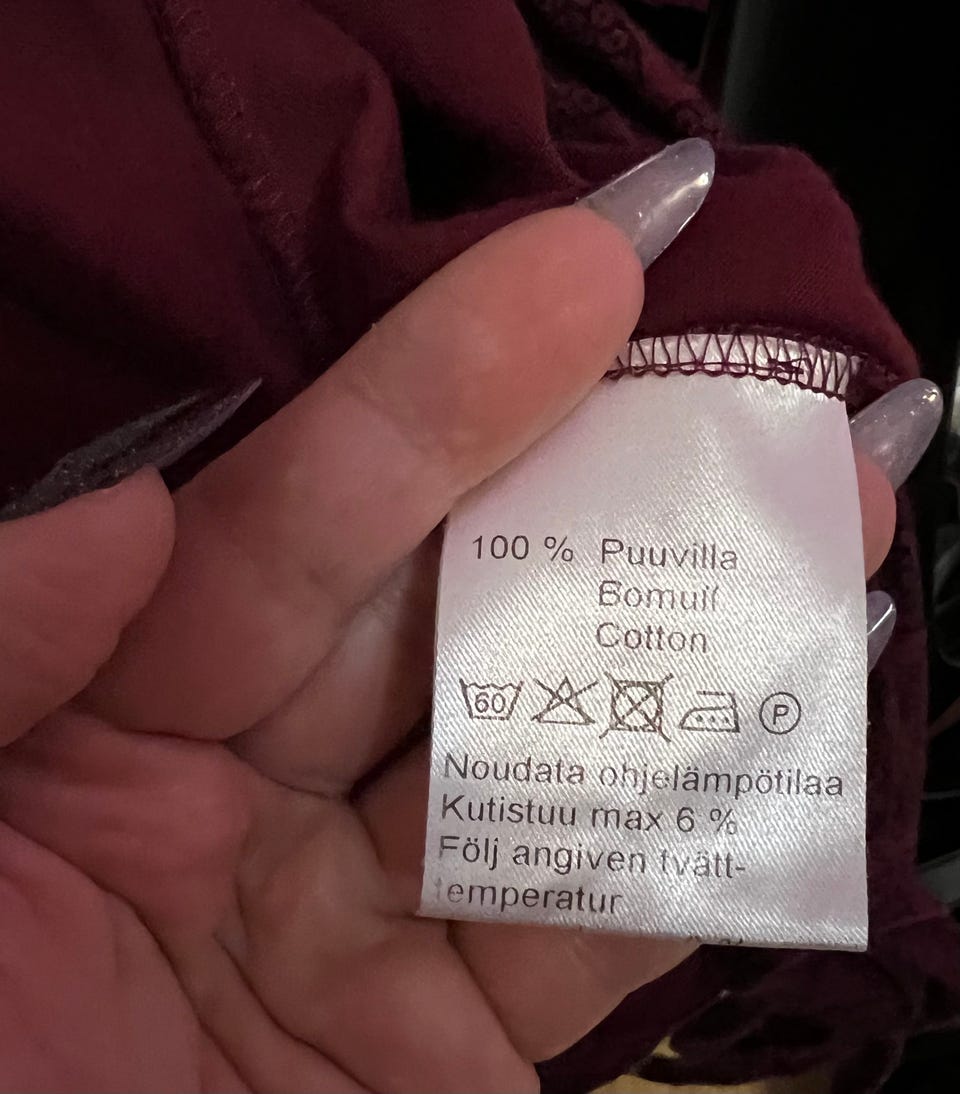 100 % Puuvilla
Bomull
Cotton
60 P
Noudata ohjelämpötilaa
Kutistuu max 6 %
Följ angiven tvätt-
temperatur